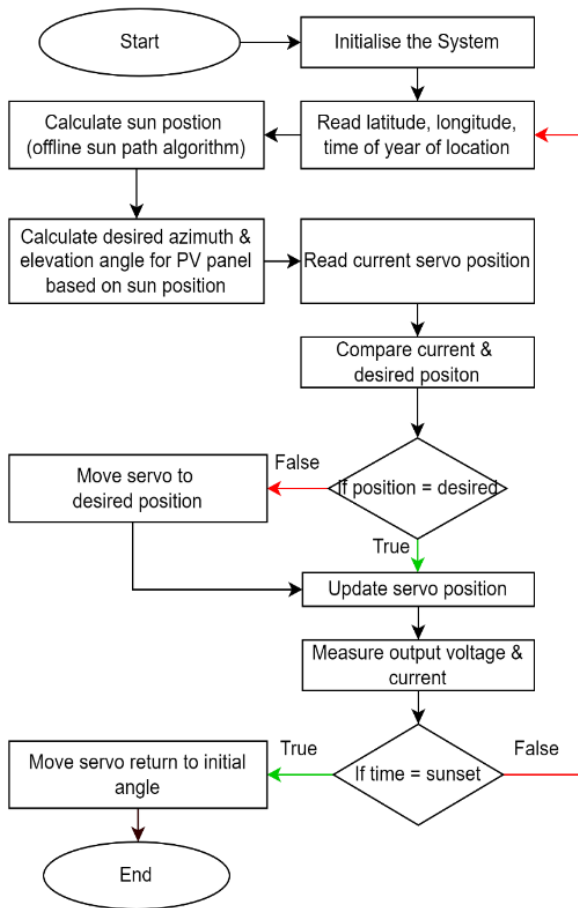 Start
Initialise the System
Read latitude, longitude,
time of year of location
Calculate sun postion
(offline sun path algorithm)
Calculate desired azimuth &
elevation angle for PV panel
based on sun position
Read current servo position
Compare current &
desired positon
If position = desired
False
Move servo to
desired position
True
Update servo position
Measure output voltage &
current
If time = sunset
True
False
Move servo return to initial
angle
End